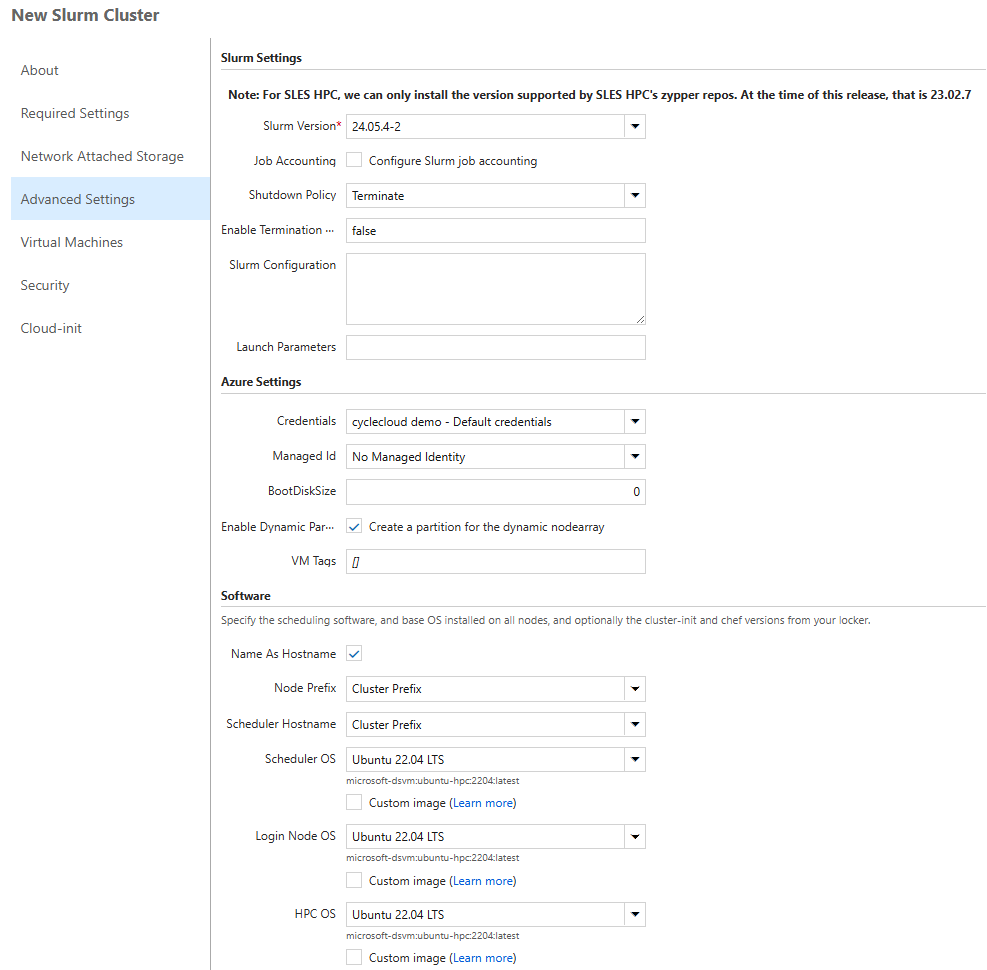 New Slurm Cluster
About
Required Settings
Network Attached Storage
Advanced Settings
Virtual Machines
Security
Cloud-init
Slurm Settings
Note: For SLES HPC, we can only install the version supported by SLES HPC's zypper repos. At the time of this release, that is 23.02.7
Slurm Version* 24.05.4-2
Job Accounting Configure Slurm job accounting
Shutdown Policy Terminate
Enable Termination ··· false
Slurm Configuration
Launch Parameters
Azure Settings
Credentials cyclecloud demo - Default credentials
Managed Id No Managed Identity
BootDiskSize 0
Enable Dynamic Par··· Create a partition for the dynamic nodearray
VM Tags []
Software
Specify the scheduling software, and base OS installed on all nodes, and optionally the cluster-init and chef versions from your locker.
Name As Hostname
Node Prefix Cluster Prefix
Scheduler Hostname Cluster Prefix
Scheduler OS Ubuntu 22.04 LTS
microsoft-dsvm:ubuntu-hpc:2204:latest
Custom image (Learn more)
Login Node OS Ubuntu 22.04 LTS
microsoft-dsvm:ubuntu-hpc:2204:latest
Custom image (Learn more)
HPC OS Ubuntu 22.04 LTS
microsoft-dsvm:ubuntu-hpc:2204:latest
Custom image (Learn more)